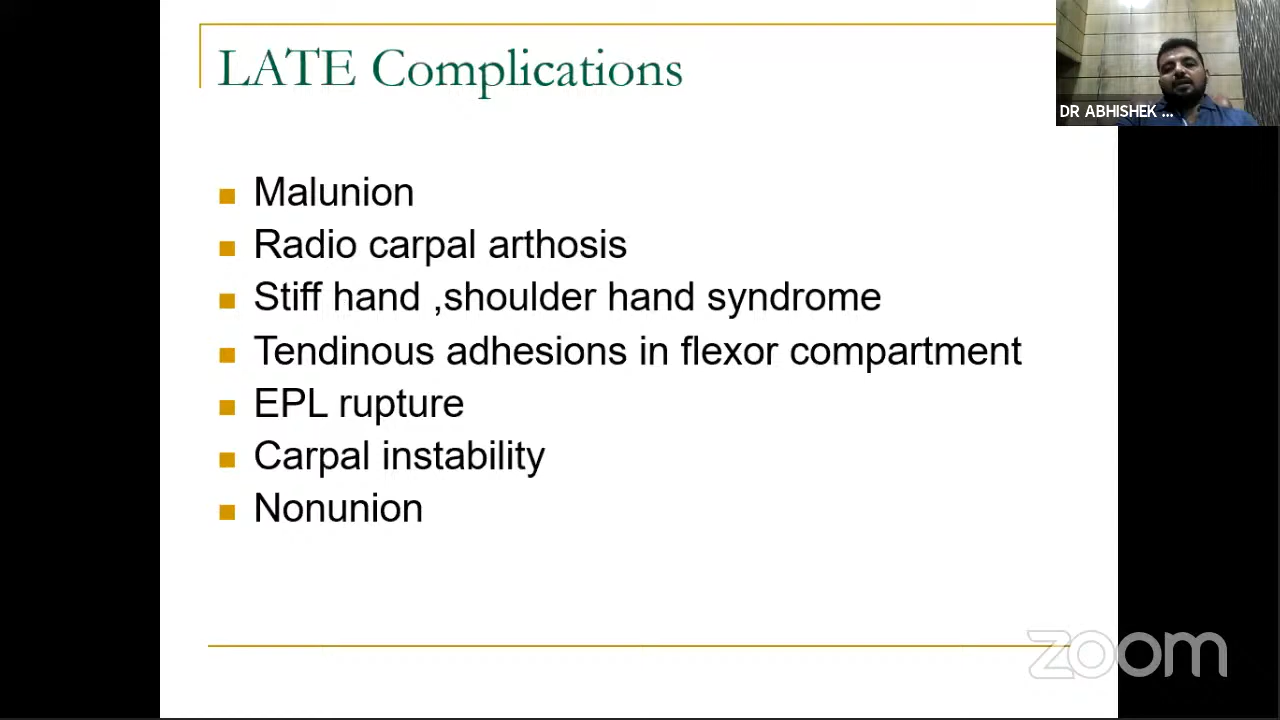 LATE Complications
DR ABHISHEK ...
Malunion
Radio carpal arthosis
Stiff hand ,shoulder hand syndrome
Tendinous adhesions in flexor compartment
EPL rupture
Carpal instability
Nonunion
zoom